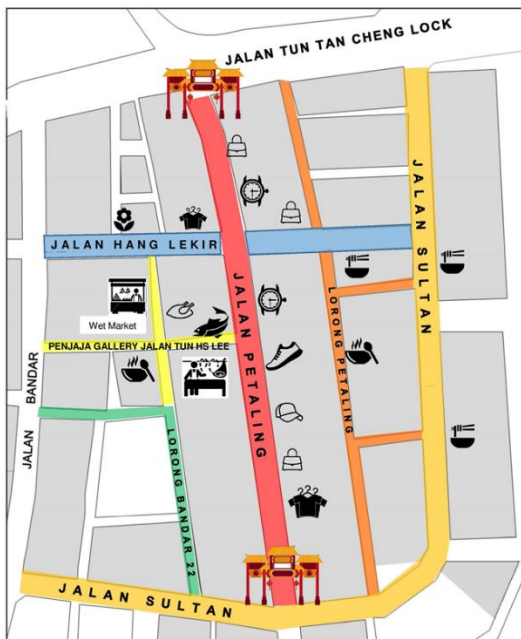 JALAN TUN TAN CHENG LOCK
JALAN SULTAN
JALAN HANG LEKIR
JALAN PETALING
LORONG PETALING
Wet Market
PENJAJA GALLERY JALAN TUN HS LEE
JALAN BANDAR
LORONG BANDAR 22
JALAN SULTAN